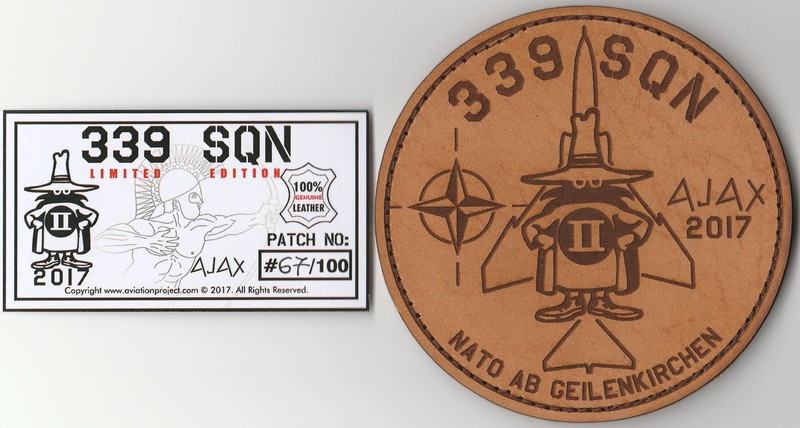 339 SQN
LIMITED EDITION
100%
GENUINE
LEATHER
II
2017
AJAX
PATCH NO:
#67/100
Copyright www.aviationproject.com © 2017. All Rights Reserved.
339 SQN
AJAX
2017
II
NATO AB GEILENKIRCHEN